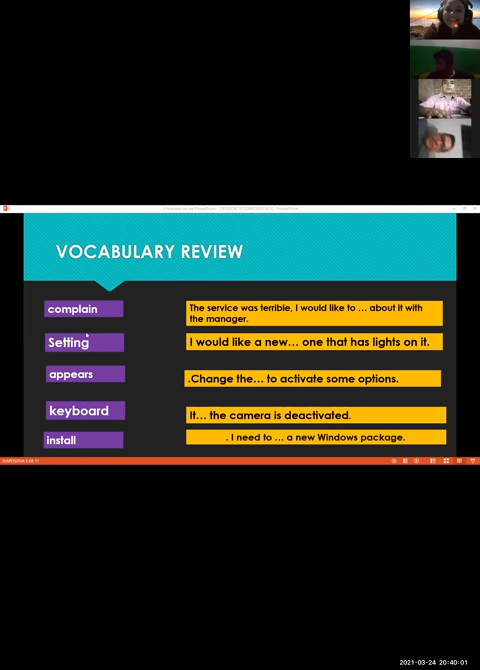 VOCABULARY REVIEW
complain
The service was terrible, I would like to ... about it with
the manager.
Setting
I would like a new... one that has lights on it.
appears
.Change the... to activate some options.
keyboard
It... the camera is deactivated.
install
. I need to ... a new Windows package.
2021-03-24 20:40:01